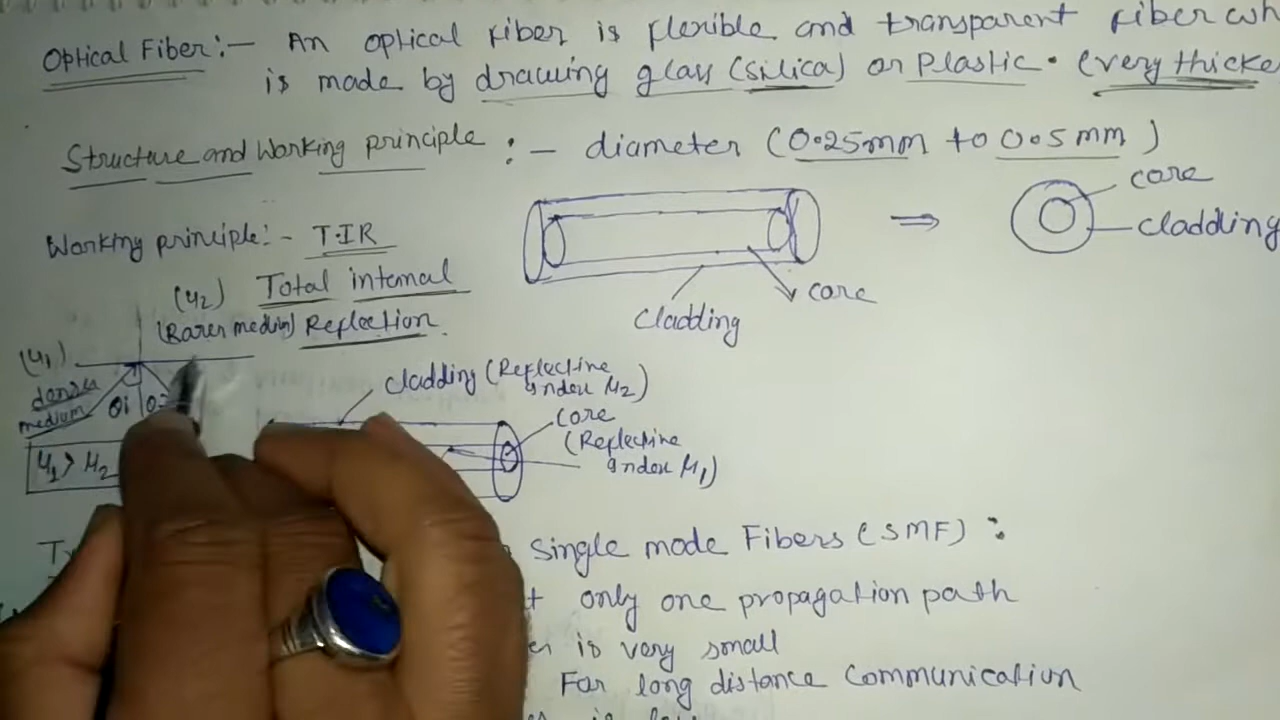 Optical Fiber:- An optical fiber is flexible and transparent fiber wh
is made by drawing glass (silica) or Plastic. (very thicke
Structure and Working principle :- diameter (0.25mm to 0.5mm)
core
cladding
Working principle:- T.I.R
Total internal
Reflection.
core
cladding
(μ2)
(Rarer medium)
(μ1)
denser
medium
θi
μ1 > μ2
cladding (Reflective
Index μ2)
core
(Reflective
Index μ1)
single mode Fibers (SMF) :
only one propagation path
is very small
For long distance communication